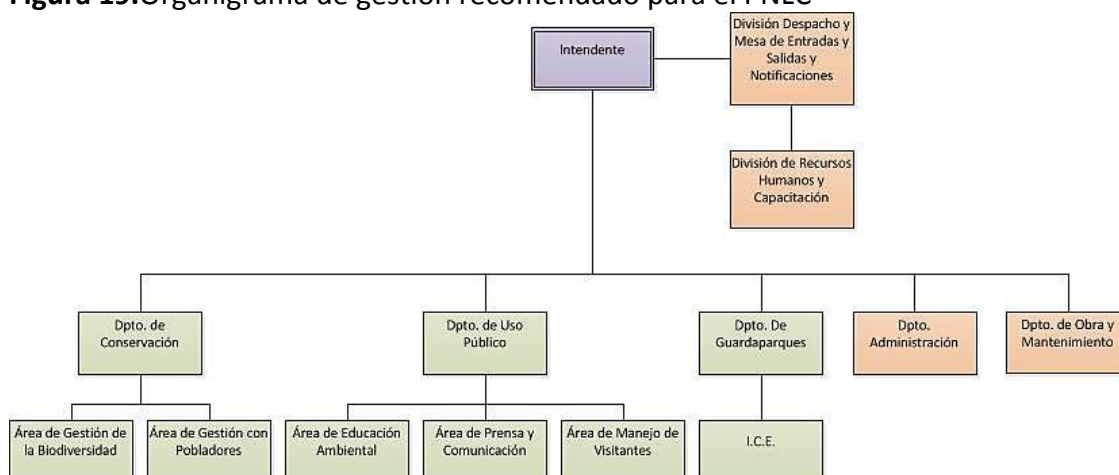 Figura 15.Organigrama de gestión recomendado para el PNEC
Intendente
División Despacho y
Mesa de Entradas y
Salidas y
Notificaciones
División de Recursos
Humanos y
Capacitación
Dpto. de
Conservación
Dpto. de Uso
Público
Dpto. De
Guardaparques
Dpto.
Administración
Dpto. de Obra y
Mantenimiento
Área de Gestión de
la Biodiversidad
Área de Gestión con
Pobladores
Área de Educación
Ambiental
Área de Prensa y
Comunicación
Área de Manejo de
Visitantes
I.C.E.